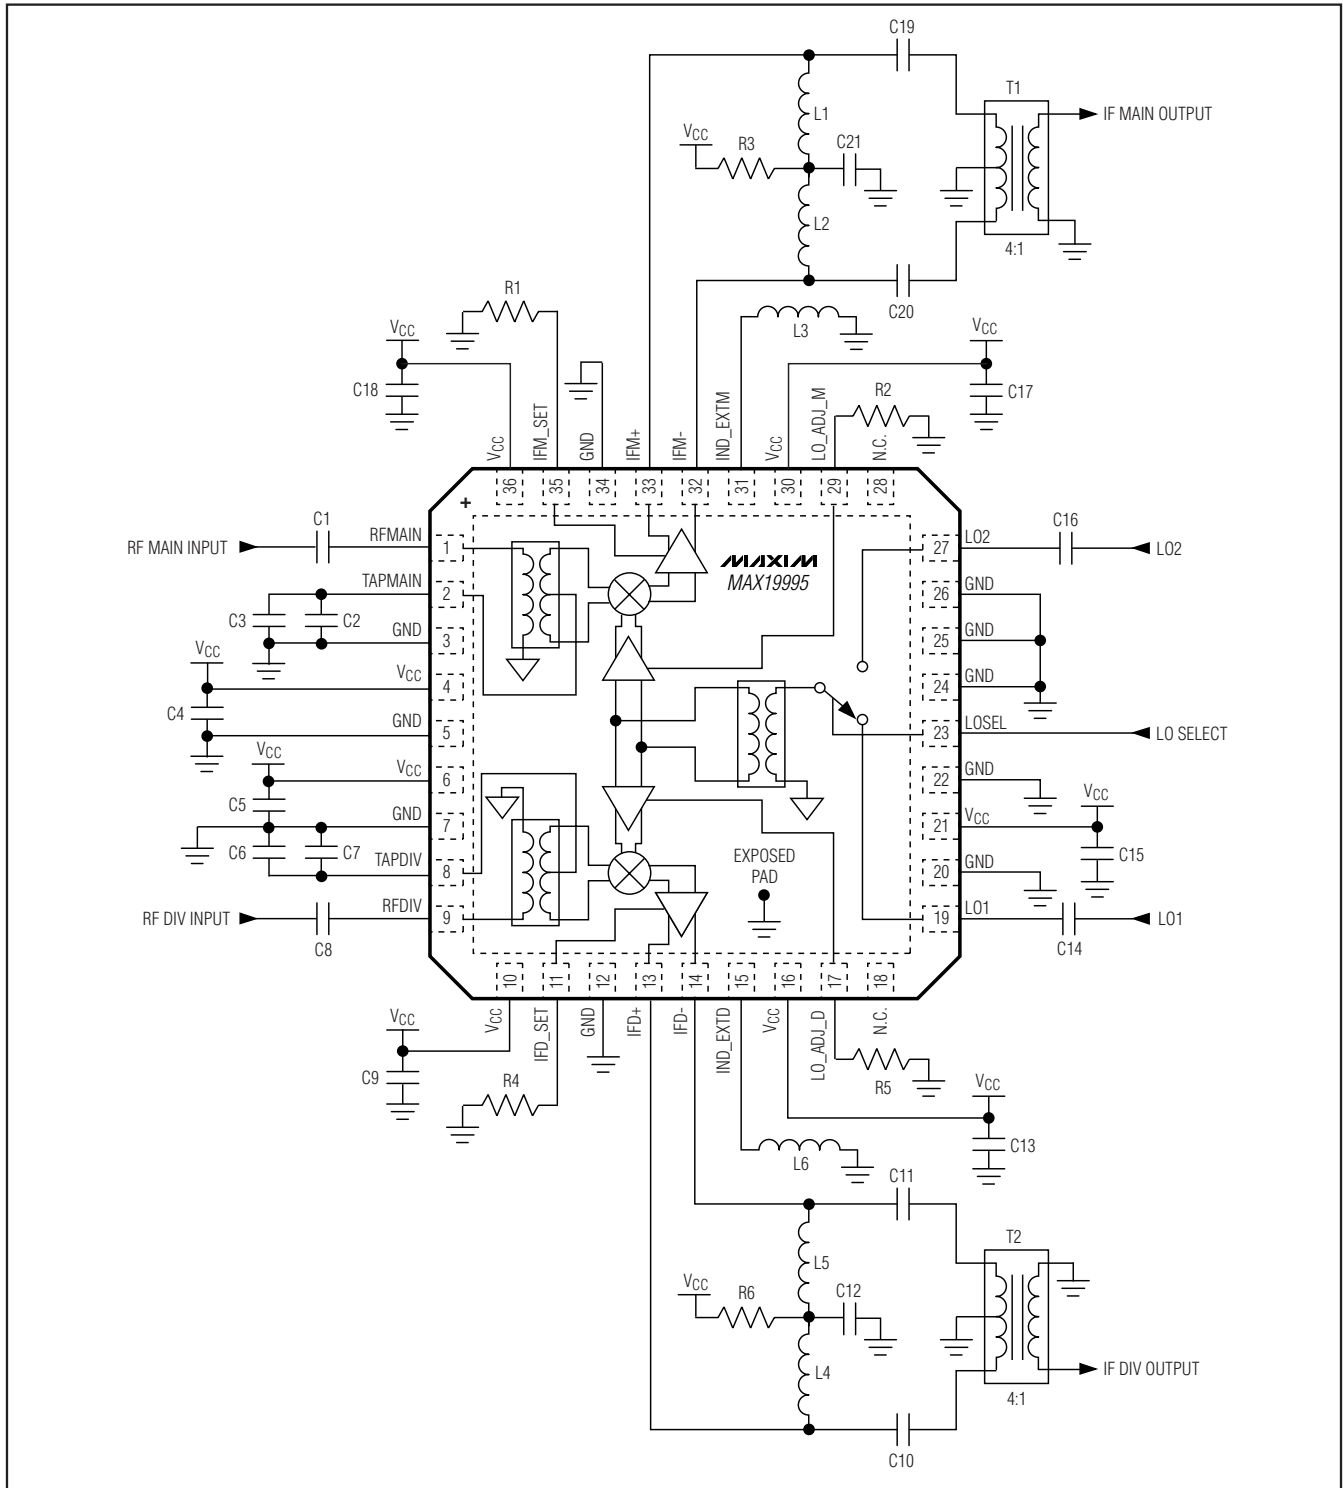 C19
T1
IF MAIN OUTPUT
L1
VCC
R3
C21
L2
4:1
C20
R1
L3
VCC
VCC
C18
C17
R2
VCC
IFM_SET
GND
IFM+
IFM-
IND_EXTM
VCC
LO_ADJ_M
N.C.
36
35
34
33
32
31
30
29
28
+
RF MAIN INPUT
C1
RFMAIN
1
MAXIM
MAX19995
27
LO2
C16
LO2
TAPMAIN
2
26
GND
C3
C2
GND
3
25
GND
VCC
VCC
4
24
GND
C4
GND
5
23
LOSEL
LO SELECT
VCC
VCC
6
22
GND
C5
VCC
GND
7
21
VCC
C6
C7
EXPOSED
PAD
C15
TAPDIV
8
20
GND
RF DIV INPUT
C8
RFDIV
9
19
LO1
C14
LO1
10
11
12
13
14
15
16
17
18
VCC
IFD_SET
GND
IFD+
IFD-
IND_EXTD
VCC
LO_ADJ_D
N.C.
VCC
C9
R4
R5
VCC
C13
L6
C11
T2
L5
VCC
R6
C12
L4
IF DIV OUTPUT
4:1
C10